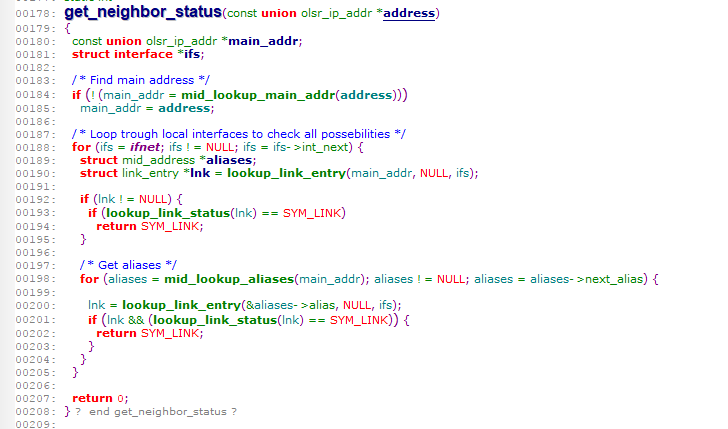 00178: get_neighbor_status(const union olsr_ip_addr *address)
00179: {
00180: const union olsr_ip_addr *main_addr;
00181: struct interface *ifs;
00182:
00183: /* Find main address */
00184: if (! (main_addr = mid_lookup_main_addr(address)))
00185: main_addr = address;
00186:
00187: /* Loop trough local interfaces to check all possebilities */
00188: for (ifs = ifnet; ifs ! = NULL; ifs = ifs->int_next) {
00189: struct mid_address *aliases;
00190: struct link_entry *lnk = lookup_link_entry(main_addr, NULL, ifs);
00191:
00192: if (lnk ! = NULL) {
00193: if (lookup_link_status(lnk) == SYM_LINK)
00194: return SYM_LINK;
00195: }
00196:
00197: /* Get aliases */
00198: for (aliases = mid_lookup_aliases(main_addr); aliases ! = NULL; aliases = aliases->next_alias) {
00199:
00200: lnk = lookup_link_entry(&aliases->alias, NULL, ifs);
00201: if (lnk && (lookup_link_status(lnk) == SYM_LINK)) {
00202: return SYM_LINK;
00203: }
00204: }
00205: }
00206:
00207: return 0;
00208: } ? end get_neighbor_status ?
00209: